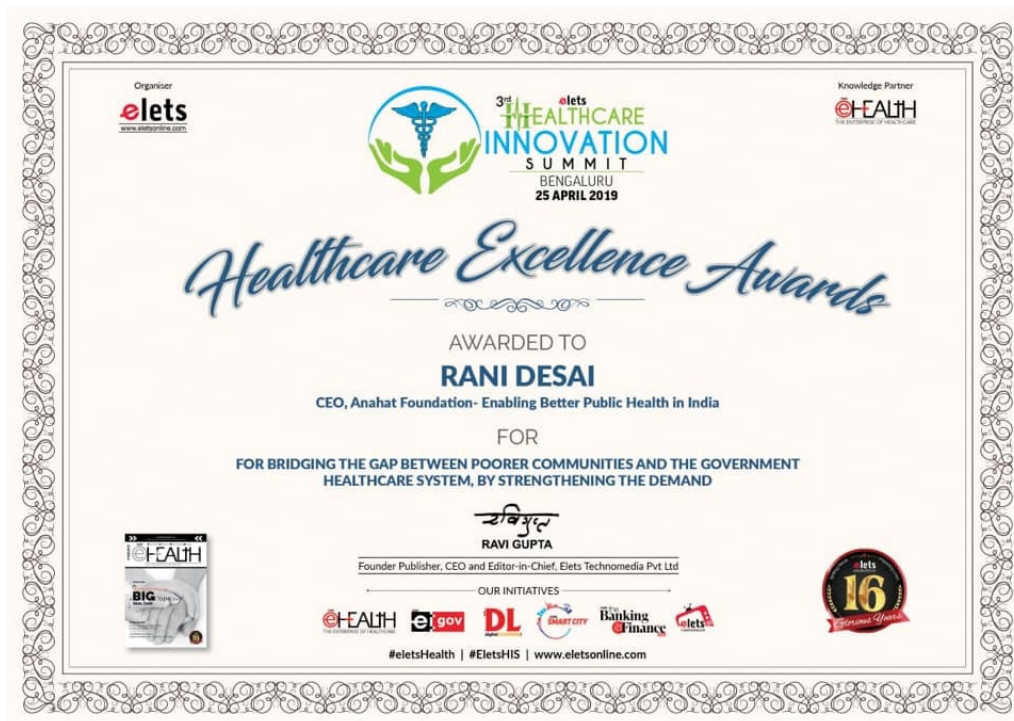 Organiser
elets
www.eletsonline.com
3rd elets
HEALTHCARE
INNOVATION
SUMMIT
BENGALURU
25 APRIL 2019
Knowledge Partner
eHEALTH
THE ENTERPRISE OF HEALTHCARE
Healthcare Excellence Awards
AWARDED TO
RANI DESAI
CEO, Anahat Foundation- Enabling Better Public Health in India
FOR
FOR BRIDGING THE GAP BETWEEN POORER COMMUNITIES AND THE GOVERNMENT
HEALTHCARE SYSTEM, BY STRENGTHENING THE DEMAND
रवि गुप्त
RAVI GUPTA
Founder Publisher, CEO and Editor-in-Chief, Elets Technomedia Pvt Ltd
OUR INITIATIVES
eHEALTH
THE ENTERPRISE OF HEALTHCARE
egov
DL
SMART CITY
The Banking & Finance
elets
#eletsHealth | #EletsHIS | www.eletsonline.com
eHEALTH
BIG
elets
16
Glorious Years